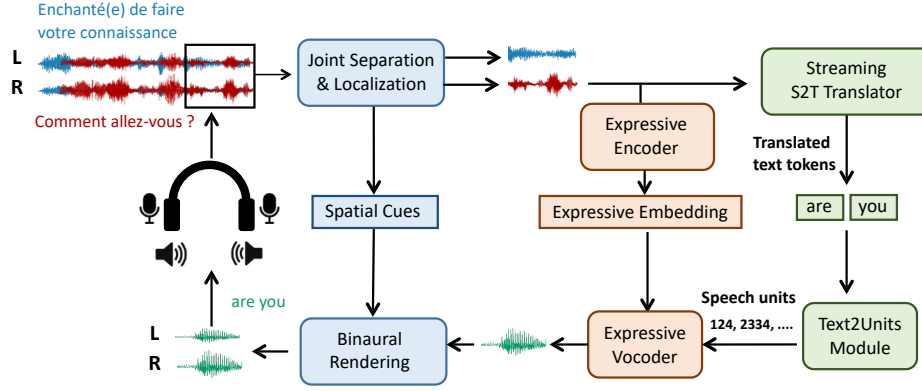 Enchanté(e) de faire
votre connaissance
L
R
Comment allez-vous ?
Joint Separation
& Localization
Streaming
S2T Translator
Expressive
Encoder
Translated
text tokens
Spatial Cues
Expressive Embedding
are
you
are you
L
R
Binaural
Rendering
Expressive
Vocoder
Speech units
124, 2334, ....
Text2Units
Module